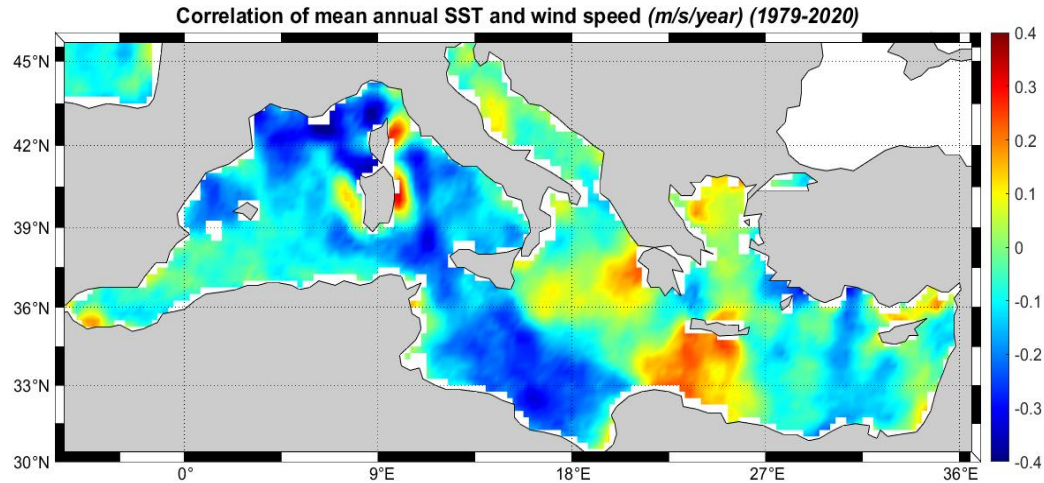 Correlation of mean annual SST and wind speed (m/s/year) (1979-2020)
45°N
42°N
39°N
36°N
33°N
30°N
0°
9°E
18°E
27°E
36°E
0.4
0.3
0.2
0.1
0
-0.1
-0.2
-0.3
-0.4